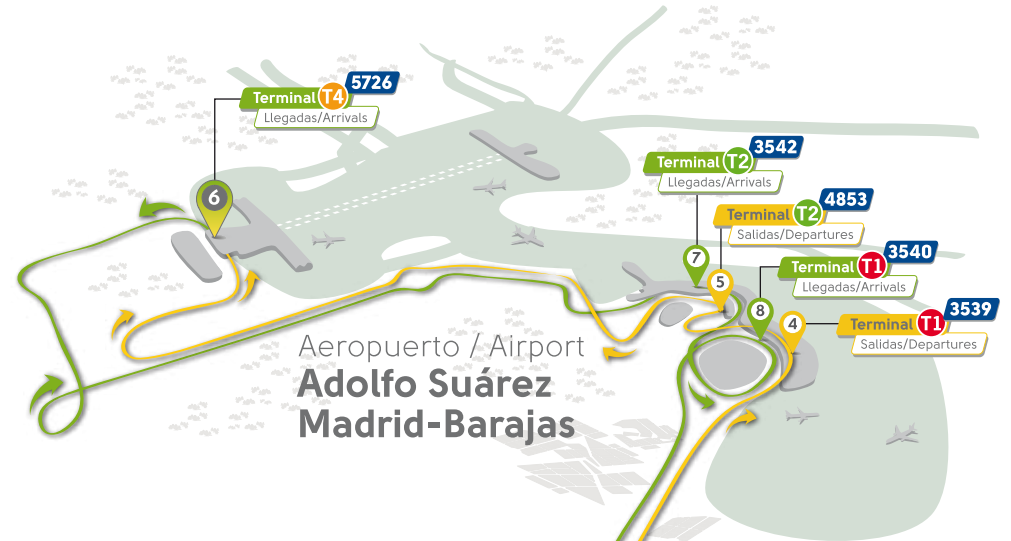 5726
Terminal T4
Llegadas/Arrivals
3542
Terminal T2
Llegadas/Arrivals
4853
Terminal T2
Salidas/Departures
3540
Terminal T1
Llegadas/Arrivals
3539
Terminal T1
Salidas/Departures
6
7
5
8
4
Aeropuerto / Airport
Adolfo Suárez
Madrid-Barajas